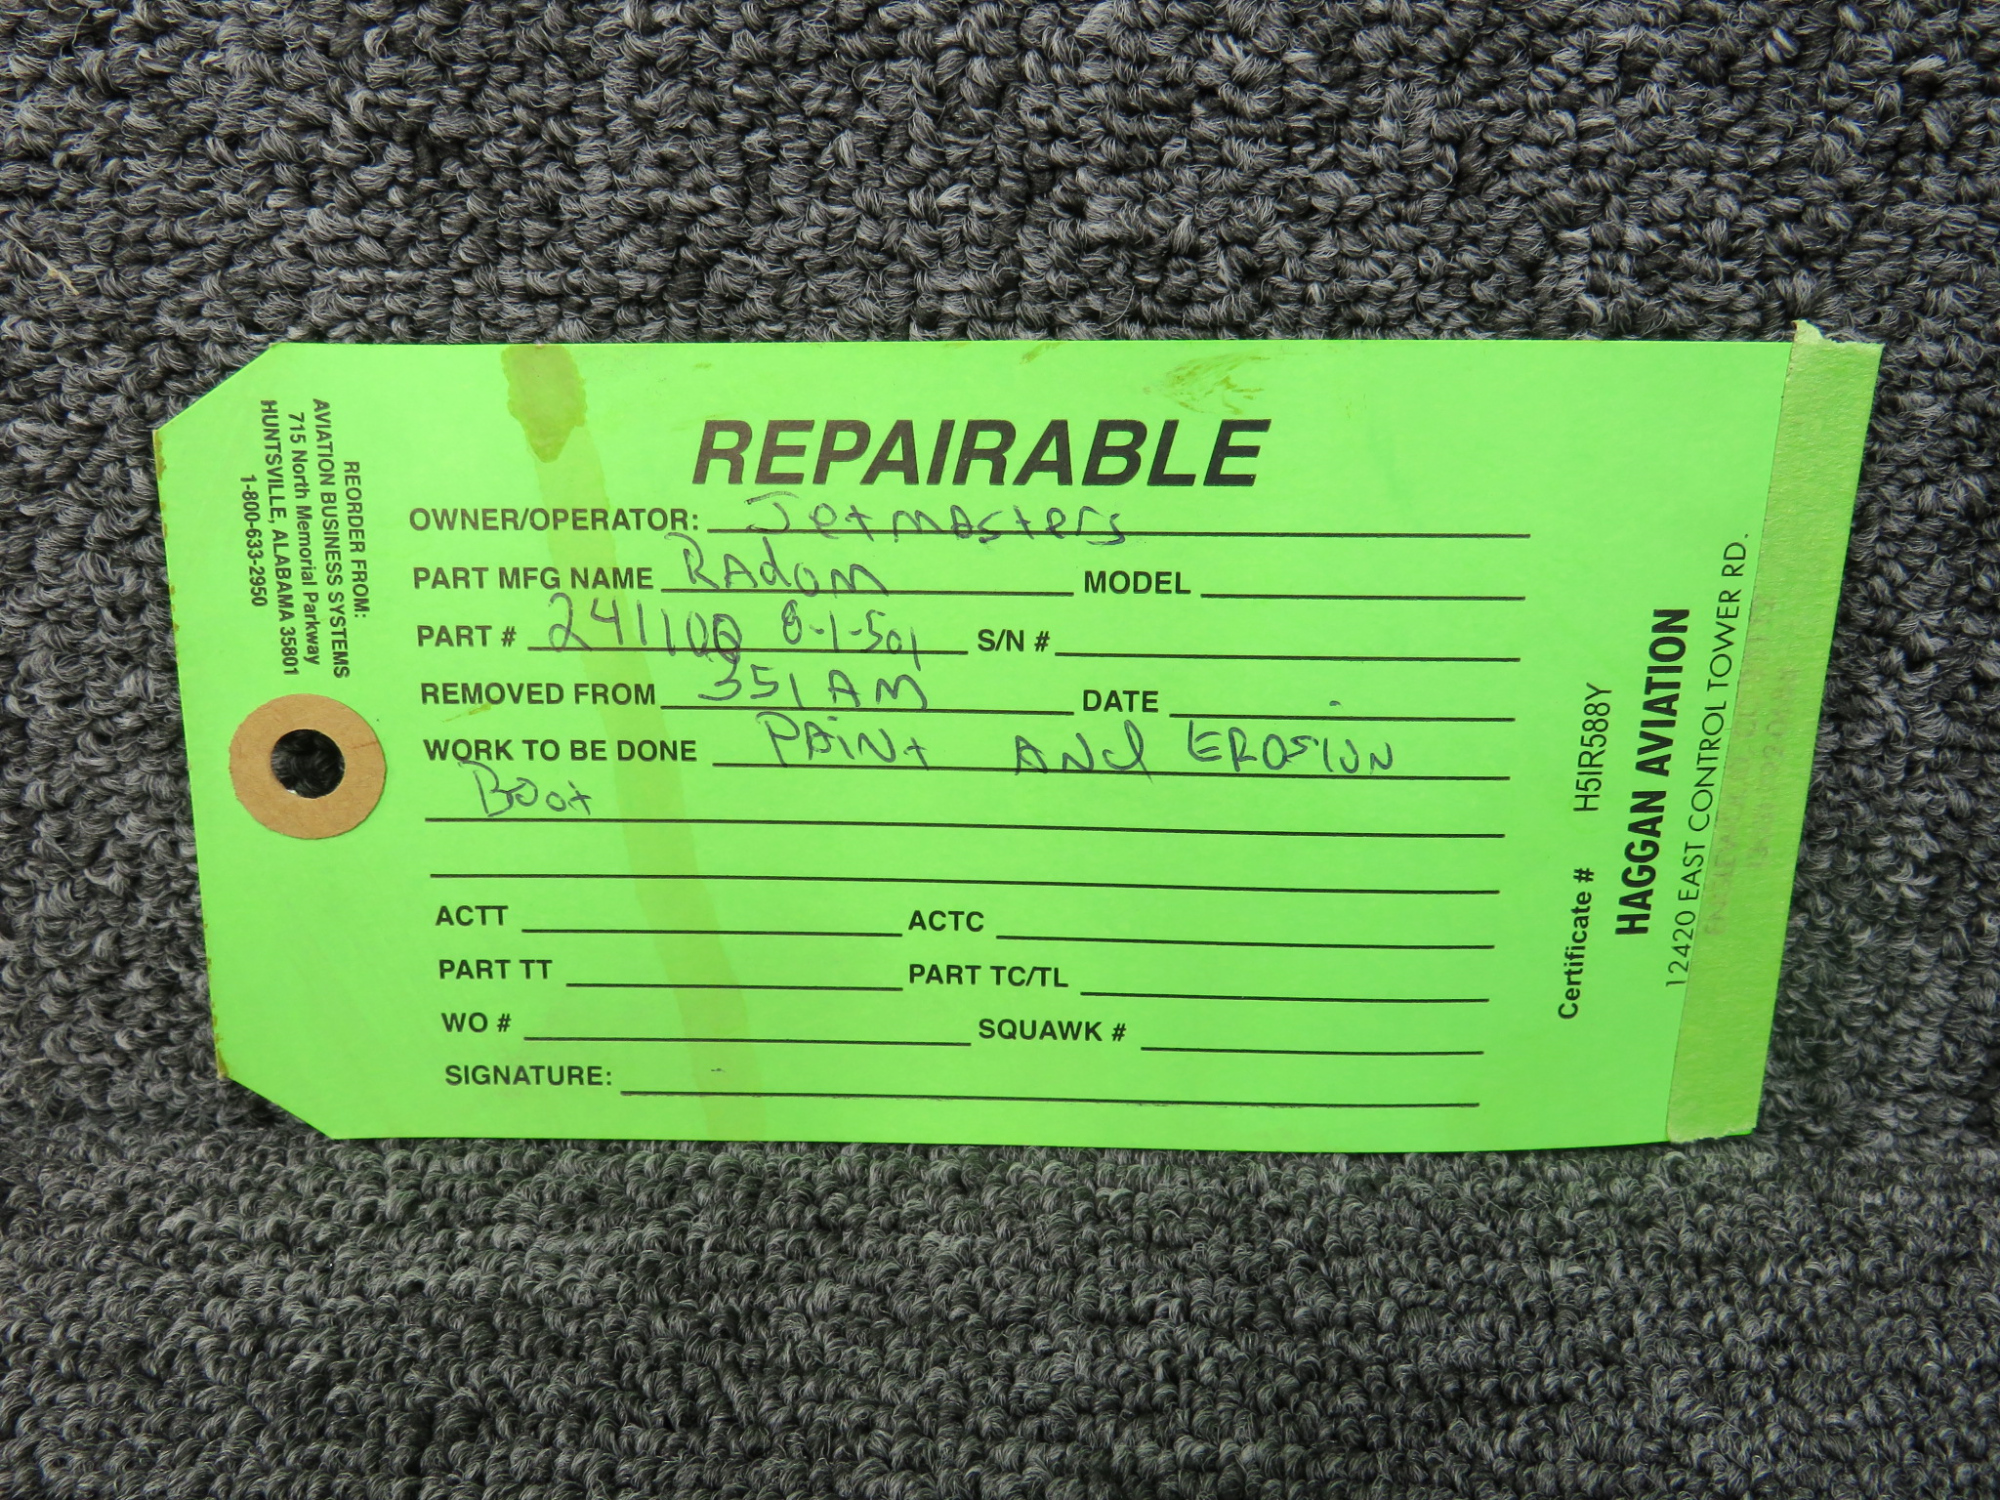 REPAIRABLE
OWNER/OPERATOR: Jetmasters
PART MFG NAME RAdom MODEL
PART # 241100 8-1-501 S/N #
REMOVED FROM 351AM DATE
WORK TO BE DONE PAiNt ANd EROSION
Boot
ACTT ACTC
PART TT PART TC/TL
WO # SQUAWK #
SIGNATURE:
REORDER FROM:
AVIATION BUSINESS SYSTEMS
715 North Memorial Parkway
HUNTSVILLE, ALABAMA 35801
1-800-633-2950
Certificate # H5IR588Y
HAGGAN AVIATION
12420 EAST CONTROL TOWER RD.